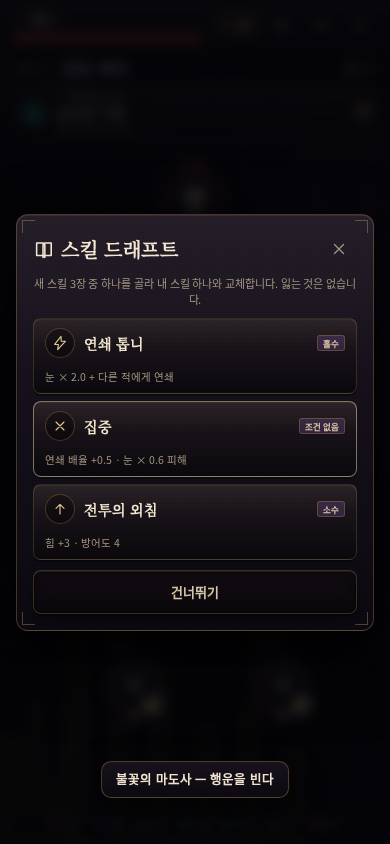 스킬 드래프트
새 스킬 3장 중 하나를 골라 내 스킬 하나와 교체합니다. 잃는 것은 없습니
다.
연쇄 톱니
홀수
눈 × 2.0 + 다른 적에게 연쇄
집중
조건 없음
연쇄 배율 +0.5 · 눈 × 0.6 피해
전투의 외침
소수
힘 +3 · 방어도 4
건너뛰기
불꽃의 마도사 — 행운을 빈다